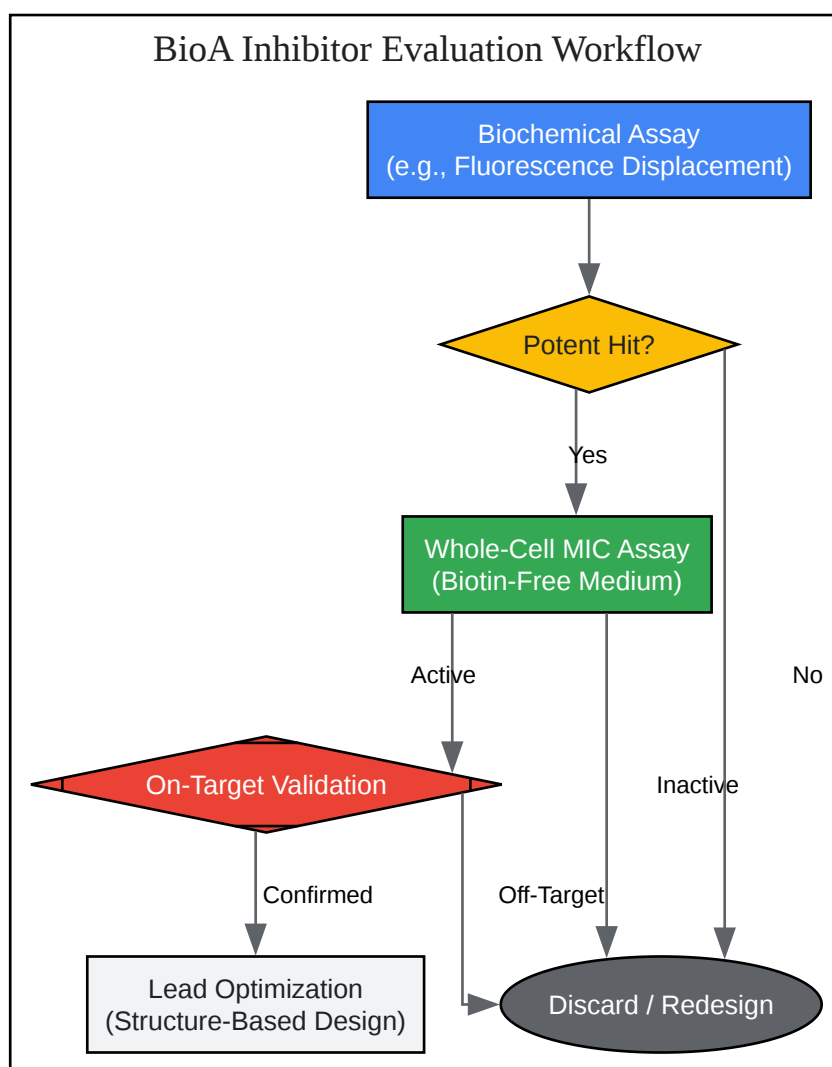 BioA Inhibitor Evaluation Workflow
Biochemical Assay
(e.g., Fluorescence Displacement)
Potent Hit?
Yes
Whole-Cell MIC Assay
(Biotin-Free Medium)
Active
No
On-Target Validation
Inactive
Confirmed
Off-Target
Lead Optimization
(Structure-Based Design)
Discard / Redesign